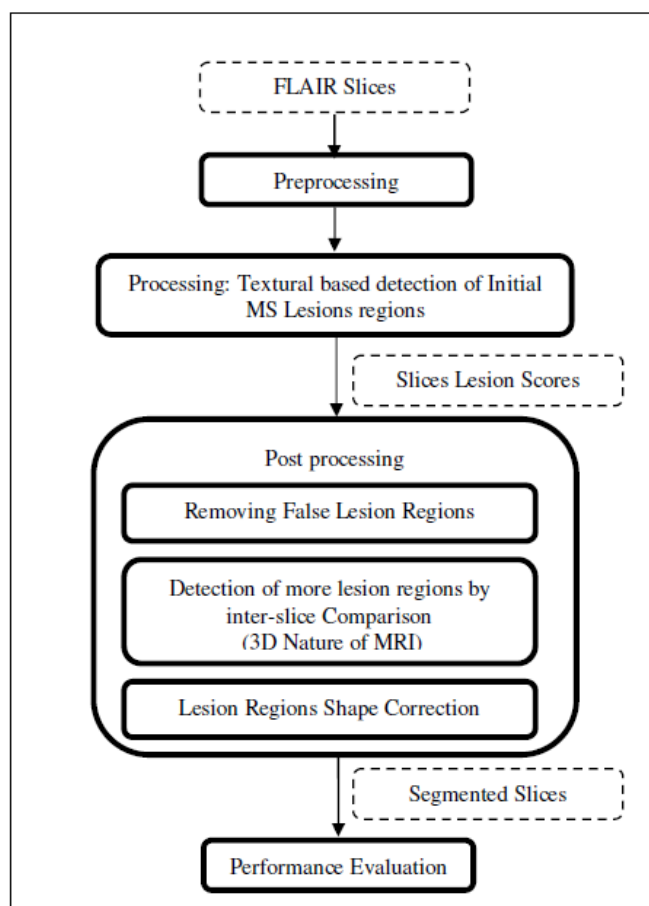 FLAIR Slices
Preprocessing
Processing: Textural based detection of Initial
MS Lesions regions
Slices Lesion Scores
Post processing
Removing False Lesion Regions
Detection of more lesion regions by
inter-slice Comparison
(3D Nature of MRI)
Lesion Regions Shape Correction
Segmented Slices
Performance Evaluation